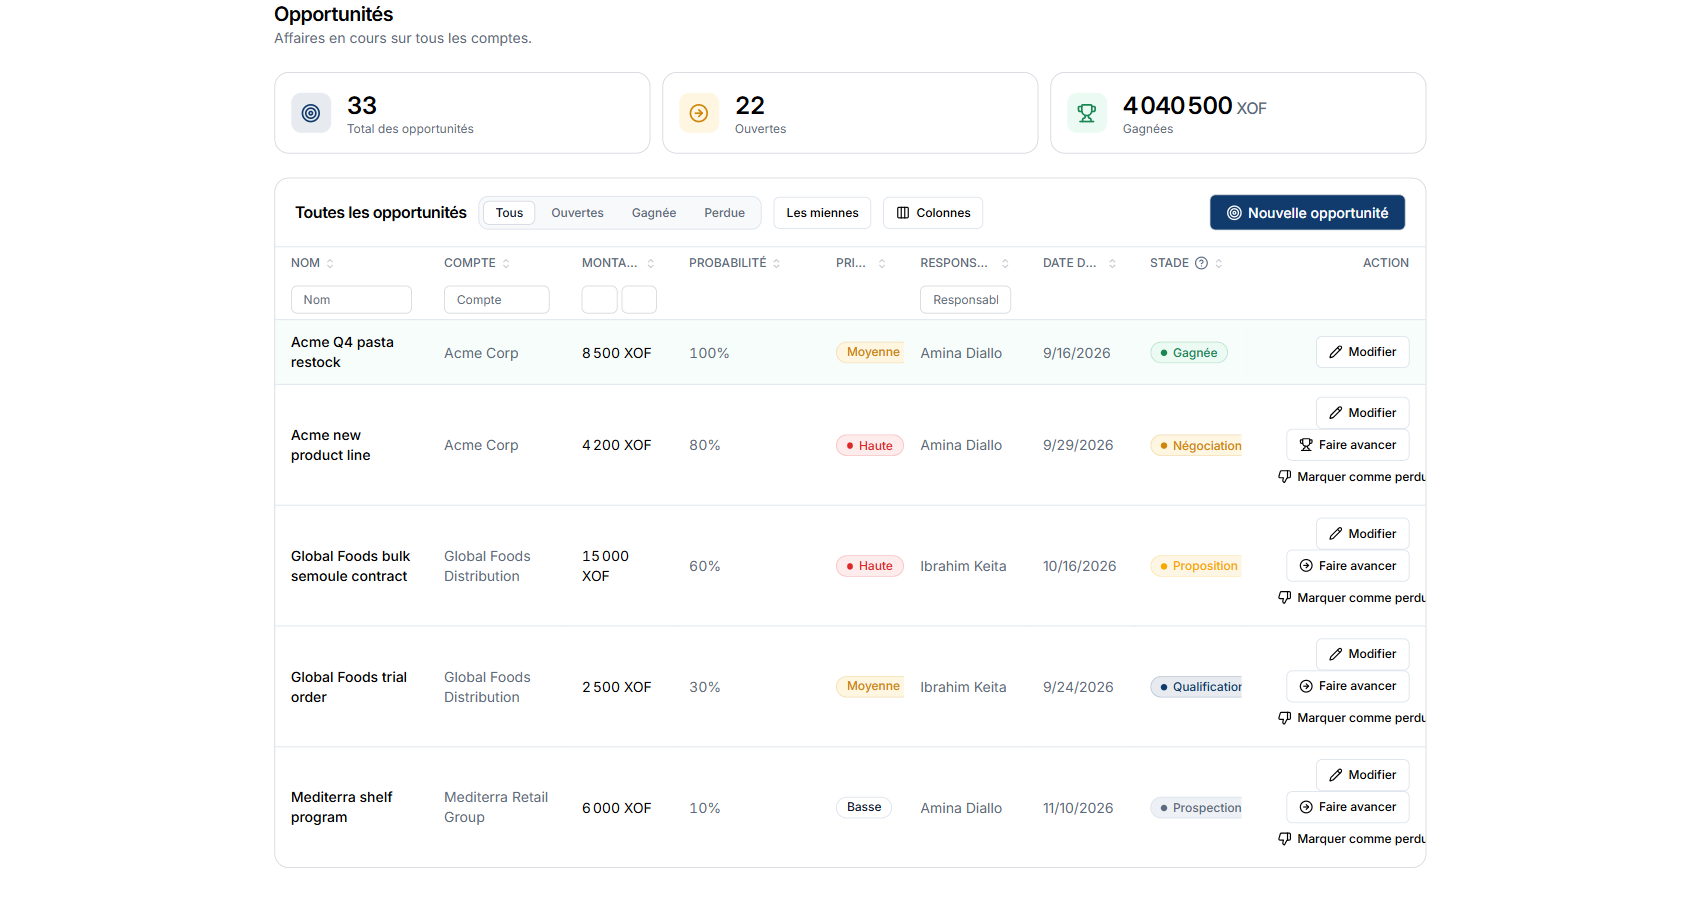 Opportunités
Affaires en cours sur tous les comptes.
33
Total des opportunités
22
Ouvertes
4 040 500 XOF
Gagnées
Toutes les opportunités
Tous
Ouvertes
Gagnée
Perdue
Les miennes
Colonnes
Nouvelle opportunité
NOM
COMPTE
MONTA...
PROBABILITÉ
PRI...
RESPONS...
DATE D...
STADE
ACTION
Nom
Compte
Responsabl
Acme Q4 pasta
restock
Acme Corp
8 500 XOF
100%
Moyenne
Amina Diallo
9/16/2026
Gagnée
Modifier
Acme new
product line
Acme Corp
4 200 XOF
80%
Haute
Amina Diallo
9/29/2026
Négociation
Modifier
Faire avancer
Marquer comme perdu
Global Foods bulk
semoule contract
Global Foods
Distribution
15 000
XOF
60%
Haute
Ibrahim Keita
10/16/2026
Proposition
Modifier
Faire avancer
Marquer comme perdu
Global Foods trial
order
Global Foods
Distribution
2 500 XOF
30%
Moyenne
Ibrahim Keita
9/24/2026
Qualification
Modifier
Faire avancer
Marquer comme perdu
Mediterra shelf
program
Mediterra Retail
Group
6 000 XOF
10%
Basse
Amina Diallo
11/10/2026
Prospection
Modifier
Faire avancer
Marquer comme perdu